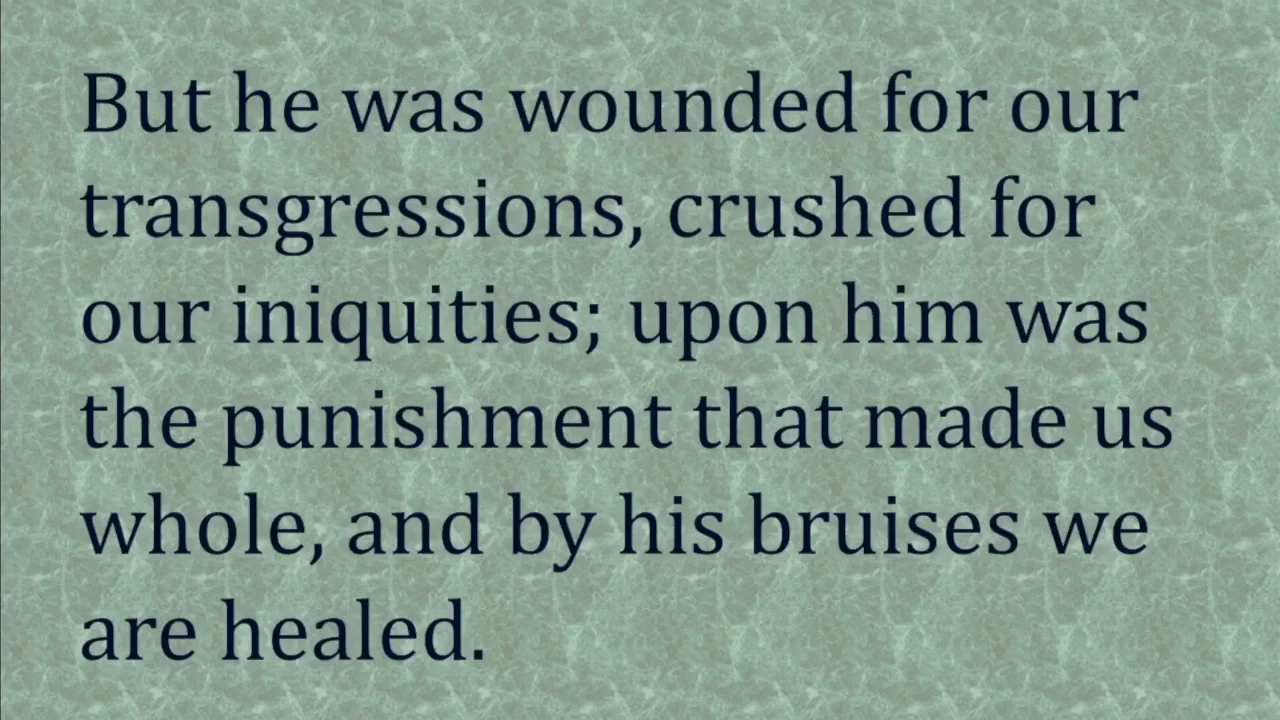 But he was wounded for our
transgressions, crushed for
our iniquities; upon him was
the punishment that made us
whole, and by his bruises we
are healed.